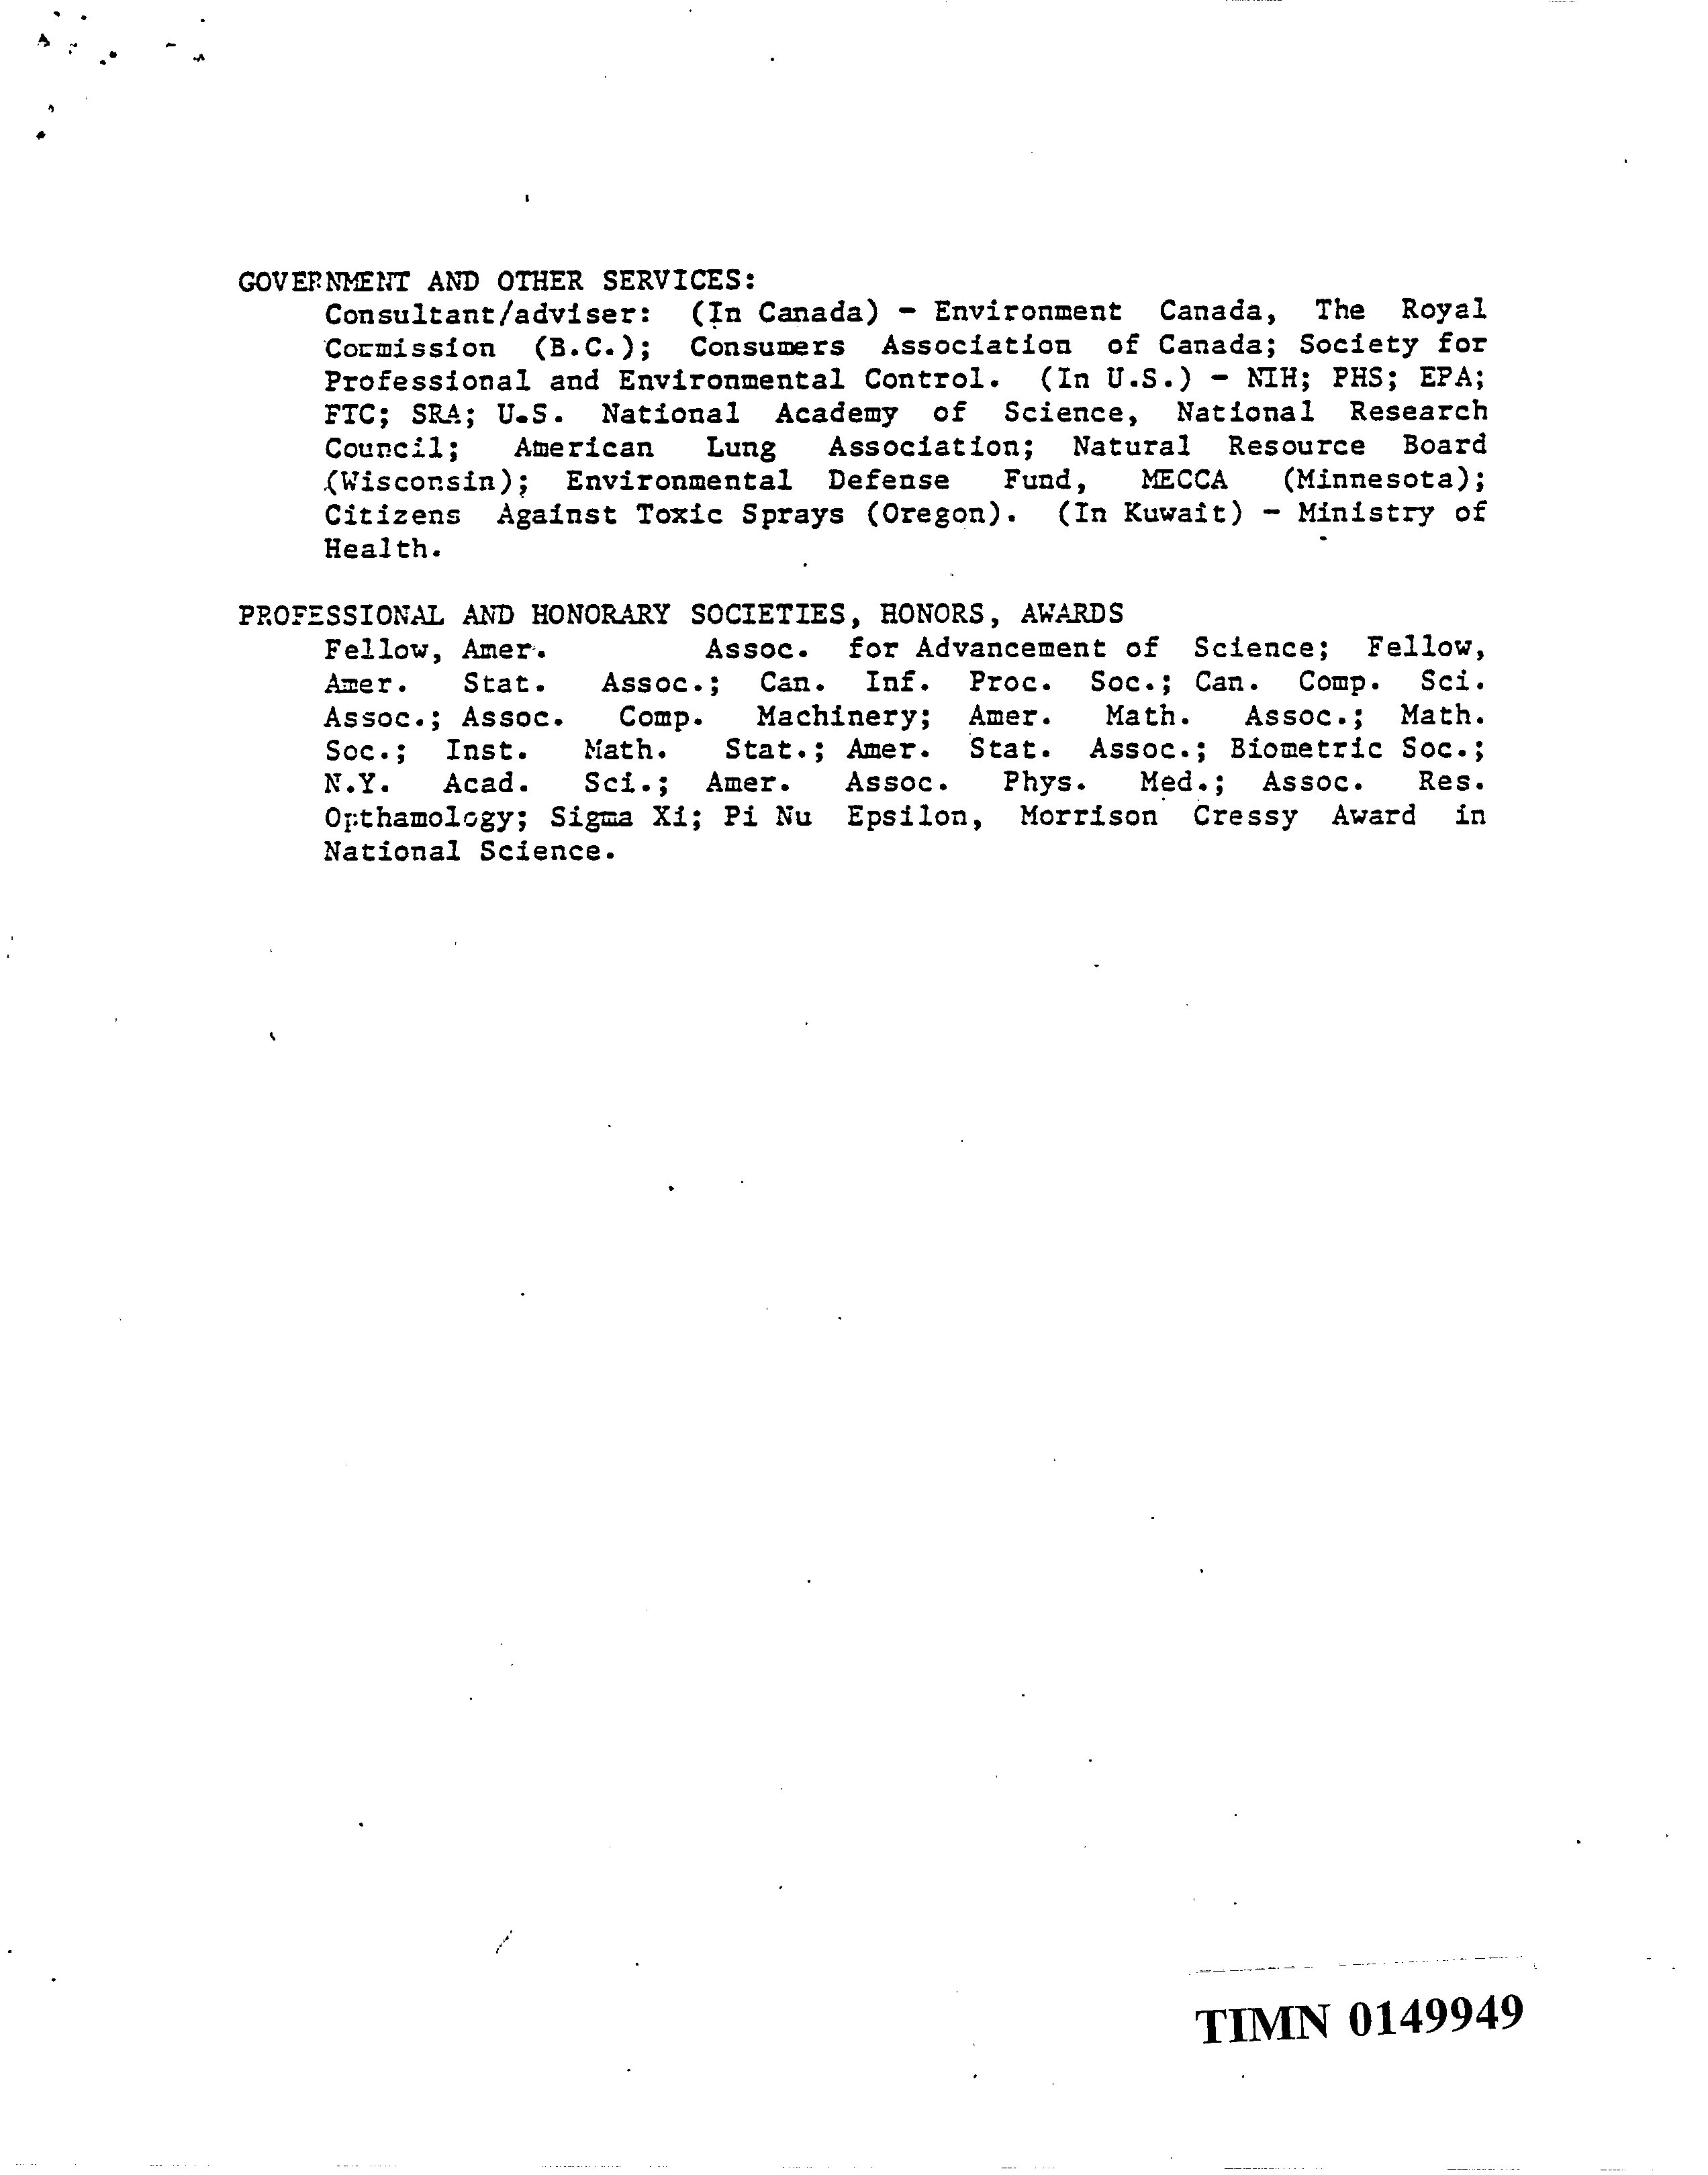 GOVERNMENT AND OTHER SERVICES:
Consultant/adviser: (In Canada) - Environment Canada, The Royal
Commission (B.C.); Consumers Association of Canada; Society for
Professional and Environmental Control. (In U.S.) - NIH; PHS; EPA;
FTC; SRA; U.S. National Academy of Science, National Research
Council; American Lung Association; Natural Resource Board
(Wisconsin); Environmental Defense Fund, MECCA (Minnesota);
Citizens Against Toxic Sprays (Oregon). (In Kuwait) - Ministry of
Health.
PROFESSIONAL AND HONORARY SOCIETIES, HONORS, AWARDS
Fellow, Amer. Assoc. for Advancement of Science; Fellow,
Amer. Stat. Assoc.; Can. Inf. Proc. Soc.; Can. Comp. Sci.
Assoc.; Assoc. Comp. Machinery; Amer. Math. Assoc.; Math.
Soc.; Inst. Math. Stat.; Amer. Stat. Assoc.; Biometric Soc.;
N.Y. Acad. Sci.; Amer. Assoc. Phys. Med.; Assoc. Res.
Opthamology; Sigma Xi; Pi Nu Epsilon, Morrison Cressy Award in
National Science.
TIMN 0149949